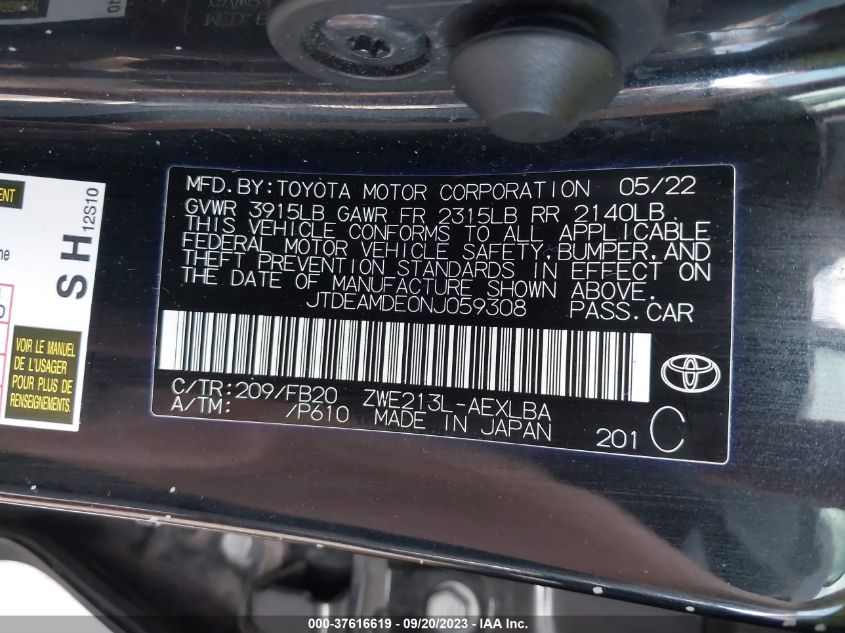 MFD.BY:TOYOTA MOTOR CORPORATION 05/22
GVWR 3915LB GAWR FR 2315LB RR 2140LB
THIS VEHICLE CONFORMS TO ALL APPLICABLE
FEDERAL MOTOR VEHICLE SAFETY,BUMPER,AND
THEFT PREVENTION STANDARDS IN EFFECT ON
THE DATE OF MANUFACTURE SHOWN ABOVE.
JTDEAMDE0NJ059308 PASS.CAR
C/TR:209/FB20 ZWE213L-AEXLBA
A/TM: /P610 MADE IN JAPAN
201 C
SH
12S10
VOIR LE MANUEL
DE L'USAGER
POUR PLUS DE
RENSEIGNEMENTS.
000-37616619 - 09/20/2023 - IAAI.COM